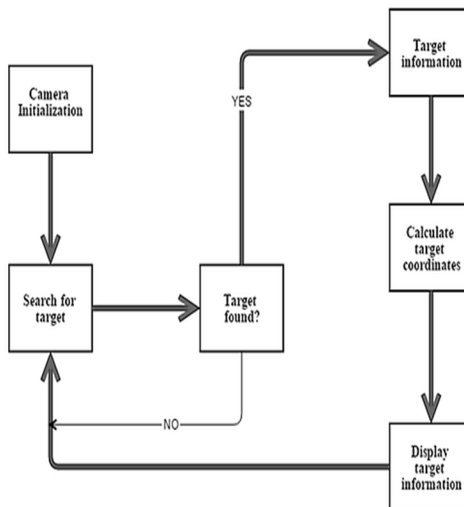 Camera
Initialization
Search for
target
Target
found?
YES
NO
Target
information
Calculate
target
coordinates
Display
target
information